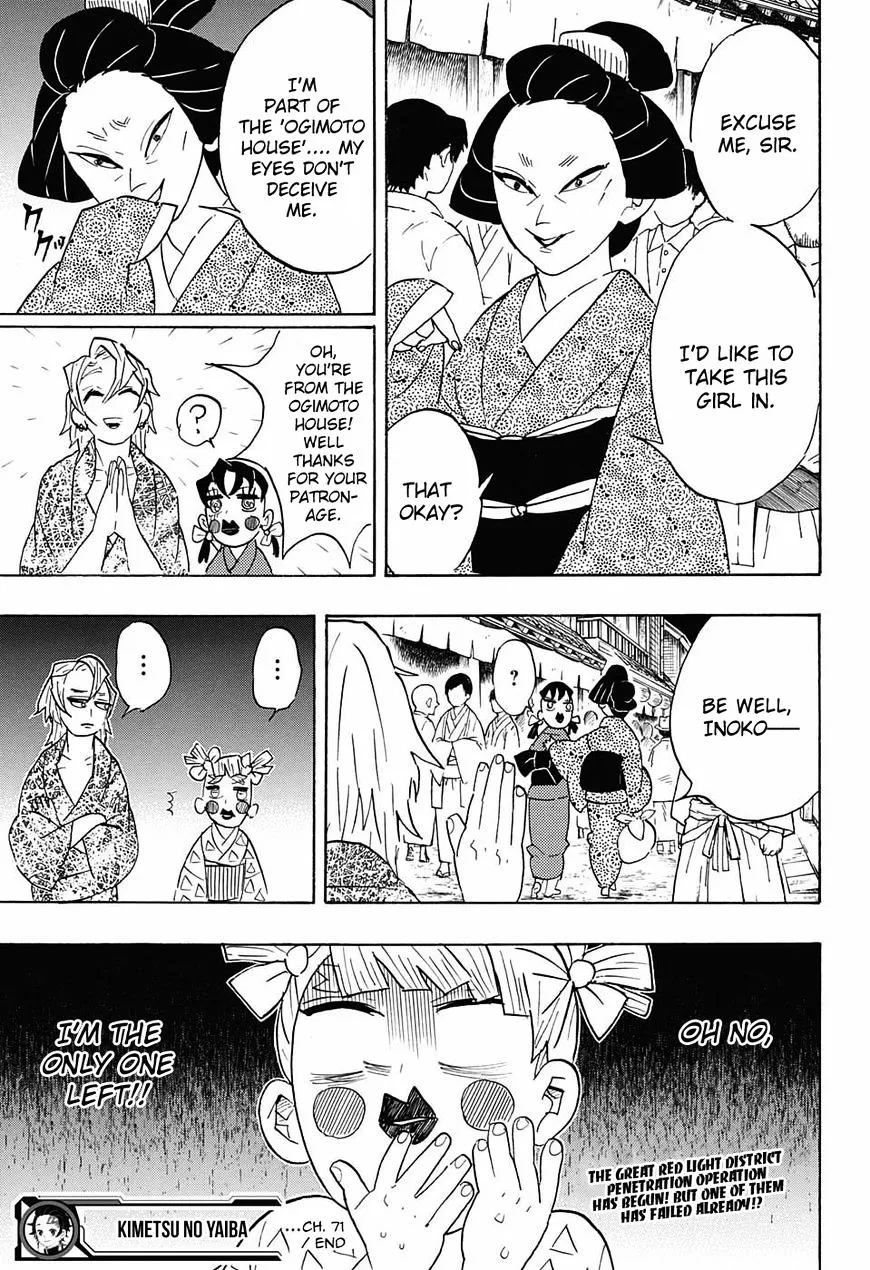 EXCUSE
ME, SIR.
I'D LIKE TO
TAKE THIS
GIRL IN.
THAT
OKAY?
I'M
PART OF
THE 'OGIMOTO
HOUSE'.... MY
EYES DON'T
DECEIVE
ME.
ククッ
OH,
YOU'RE
FROM THE
OGIMOTO
HOUSE!
WELL
THANKS
FOR YOUR
PATRON-
AGE.
?
BE WELL,
INOKO—
?
...
...
OH NO,
I'M THE
ONLY ONE
LEFT!!
THE GREAT RED LIGHT DISTRICT
PENETRATION OPERATION
HAS BEGUN! BUT ONE OF THEM
HAS FAILED ALREADY!?
KIMETSU NO YAIBA
....CH. 71
END